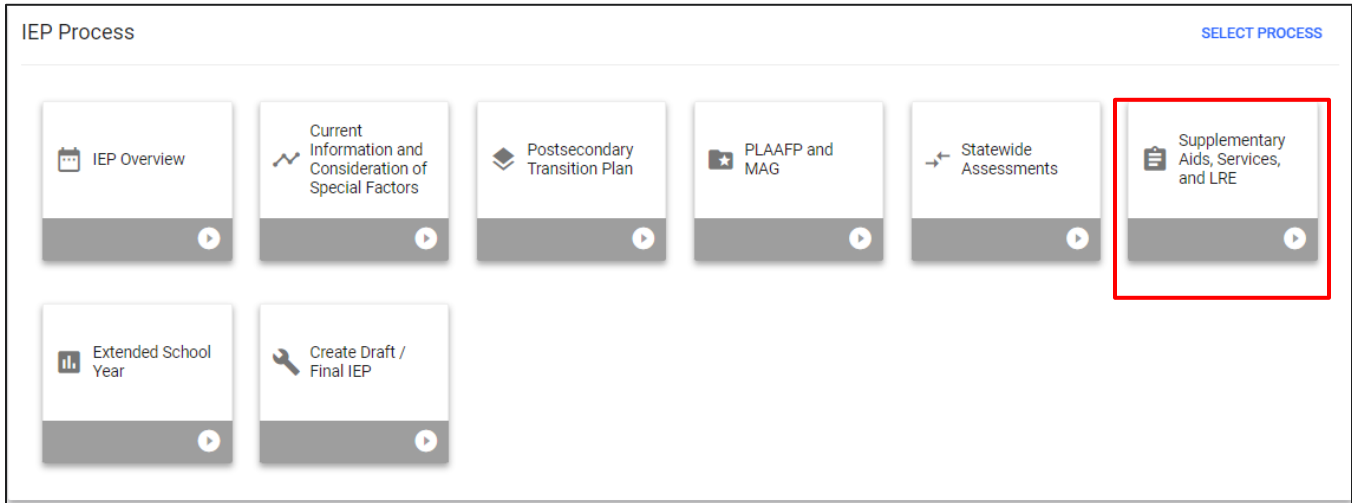 IEP Process
SELECT PROCESS
IEP Overview
Current
Information and
Consideration of
Special Factors
Postsecondary
Transition Plan
PLAAFP and
MAG
Statewide
Assessments
Supplementary
Aids, Services,
and LRE
Extended School
Year
Create Draft /
Final IEP